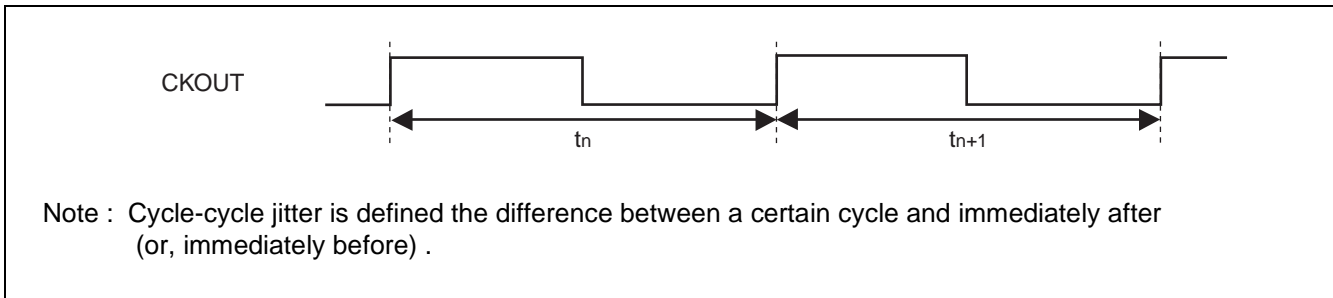 CKOUT
tn tn+1
Note : Cycle-cycle jitter is defined the difference between a certain cycle and immediately after
(or, immediately before) .